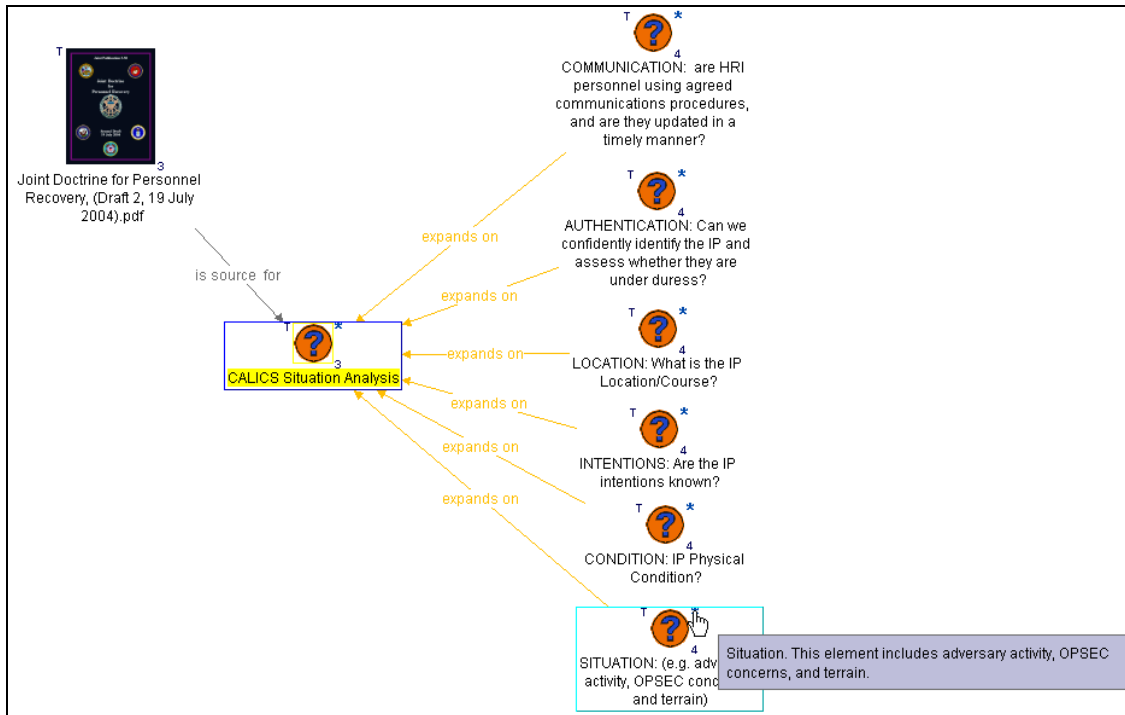 T
*
?
4
COMMUNICATION:  are HRI
personnel using agreed
communications procedures,
and are they updated in a
timely manner?
T
Joint Doctrine
for
Personnel Recovery
3
Joint Doctrine for Personnel
Recovery, (Draft 2, 19 July
2004).pdf
is source  for
T
*
?
4
AUTHENTICATION: Can we
confidently identify the IP and
assess whether they are
under duress?
expands on
expands on
T
*
?
3
CALICS Situation Analysis
T
*
?
4
LOCATION: What is the IP
Location/Course?
expands on
T
*
?
4
INTENTIONS: Are the IP
intentions known?
expands on
T
*
?
4
CONDITION: IP Physical
Condition?
expands on
T
*
?
4
SITUATION: (e.g. adv
activity, OPSEC conc
and terrain)
expands on
Situation. This element includes adversary activity, OPSEC
concerns, and terrain.